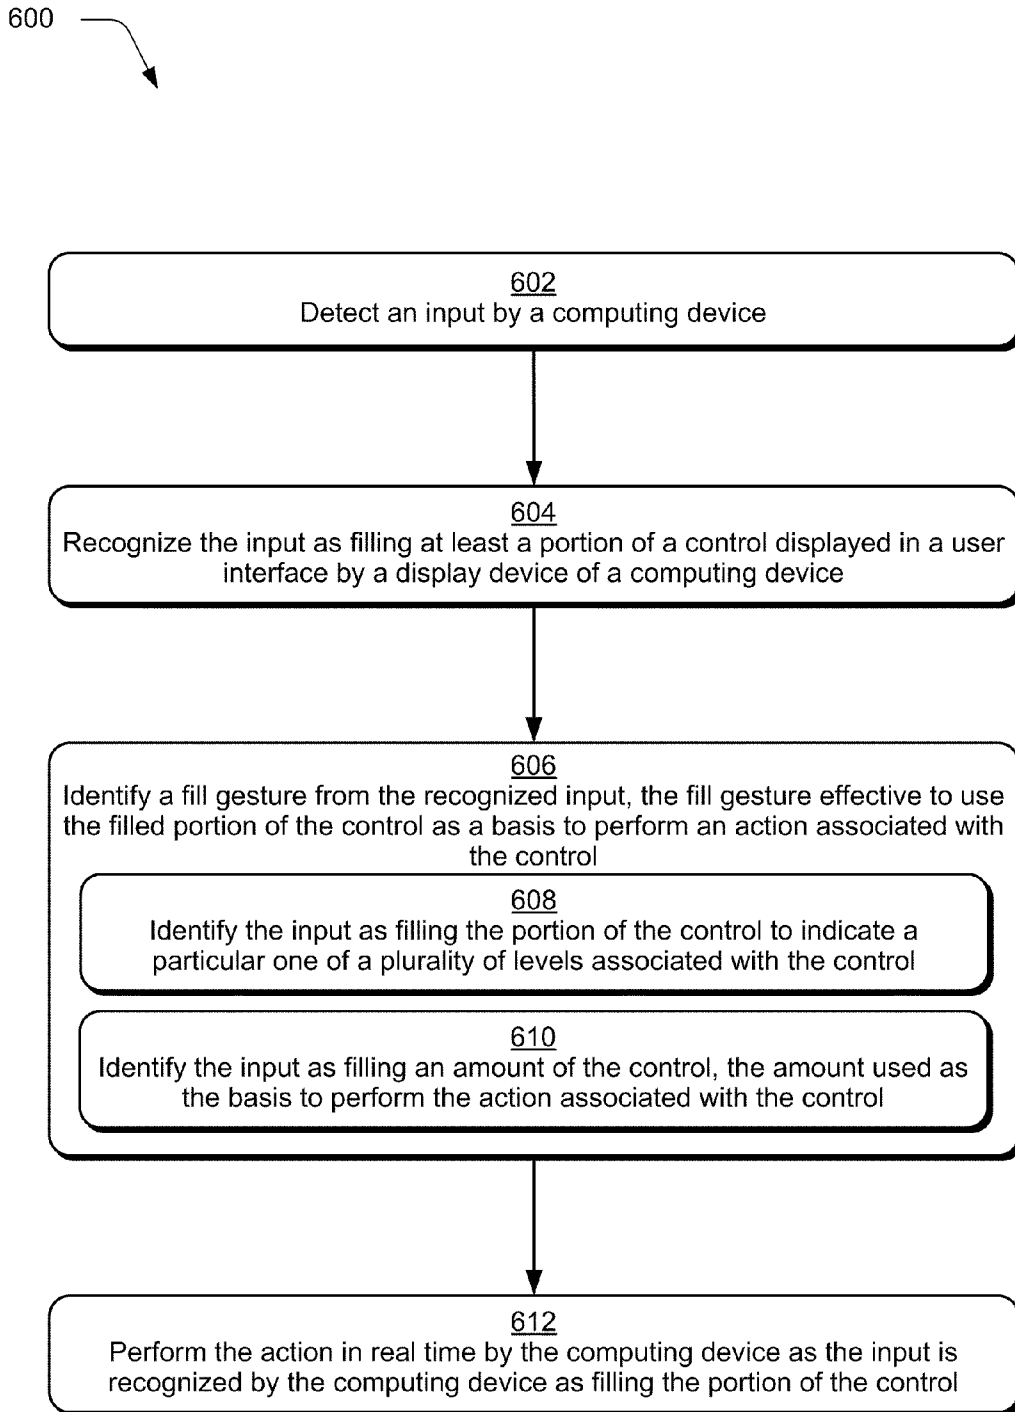 600
602
Detect an input by a computing device
604
Recognize the input as filling at least a portion of a control displayed in a user
interface by a display device of a computing device
606
Identify a fill gesture from the recognized input, the fill gesture effective to use
the filled portion of the control as a basis to perform an action associated with
the control
608
Identify the input as filling the portion of the control to indicate a
particular one of a plurality of levels associated with the control
610
Identify the input as filling an amount of the control, the amount used as
the basis to perform the action associated with the control
612
Perform the action in real time by the computing device as the input is
recognized by the computing device as filling the portion of the control